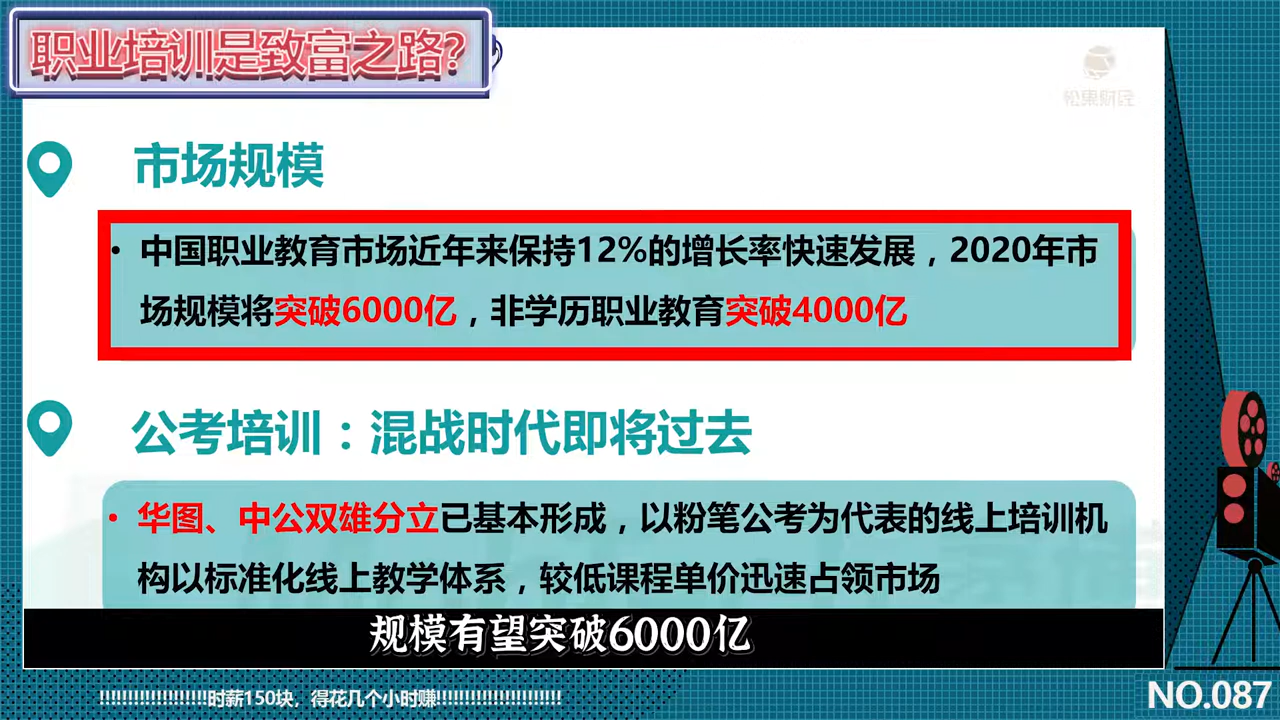 职业培训是致富之路?
松果财经
市场规模
• 中国职业教育市场近年来保持12%的增长率快速发展，2020年市
场规模将突破6000亿，非学历职业教育突破4000亿
公考培训：混战时代即将过去
• 华图、中公双雄分立已基本形成，以粉笔公考为代表的线上培训机
构以标准化线上教学体系，较低课程单价迅速占领市场
规模有望突破6000亿
!!!!!!!!!!!!!!!!!!!!时薪150块，得花几个小时赚!!!!!!!!!!!!!!!!!!!!!!!
NO.087